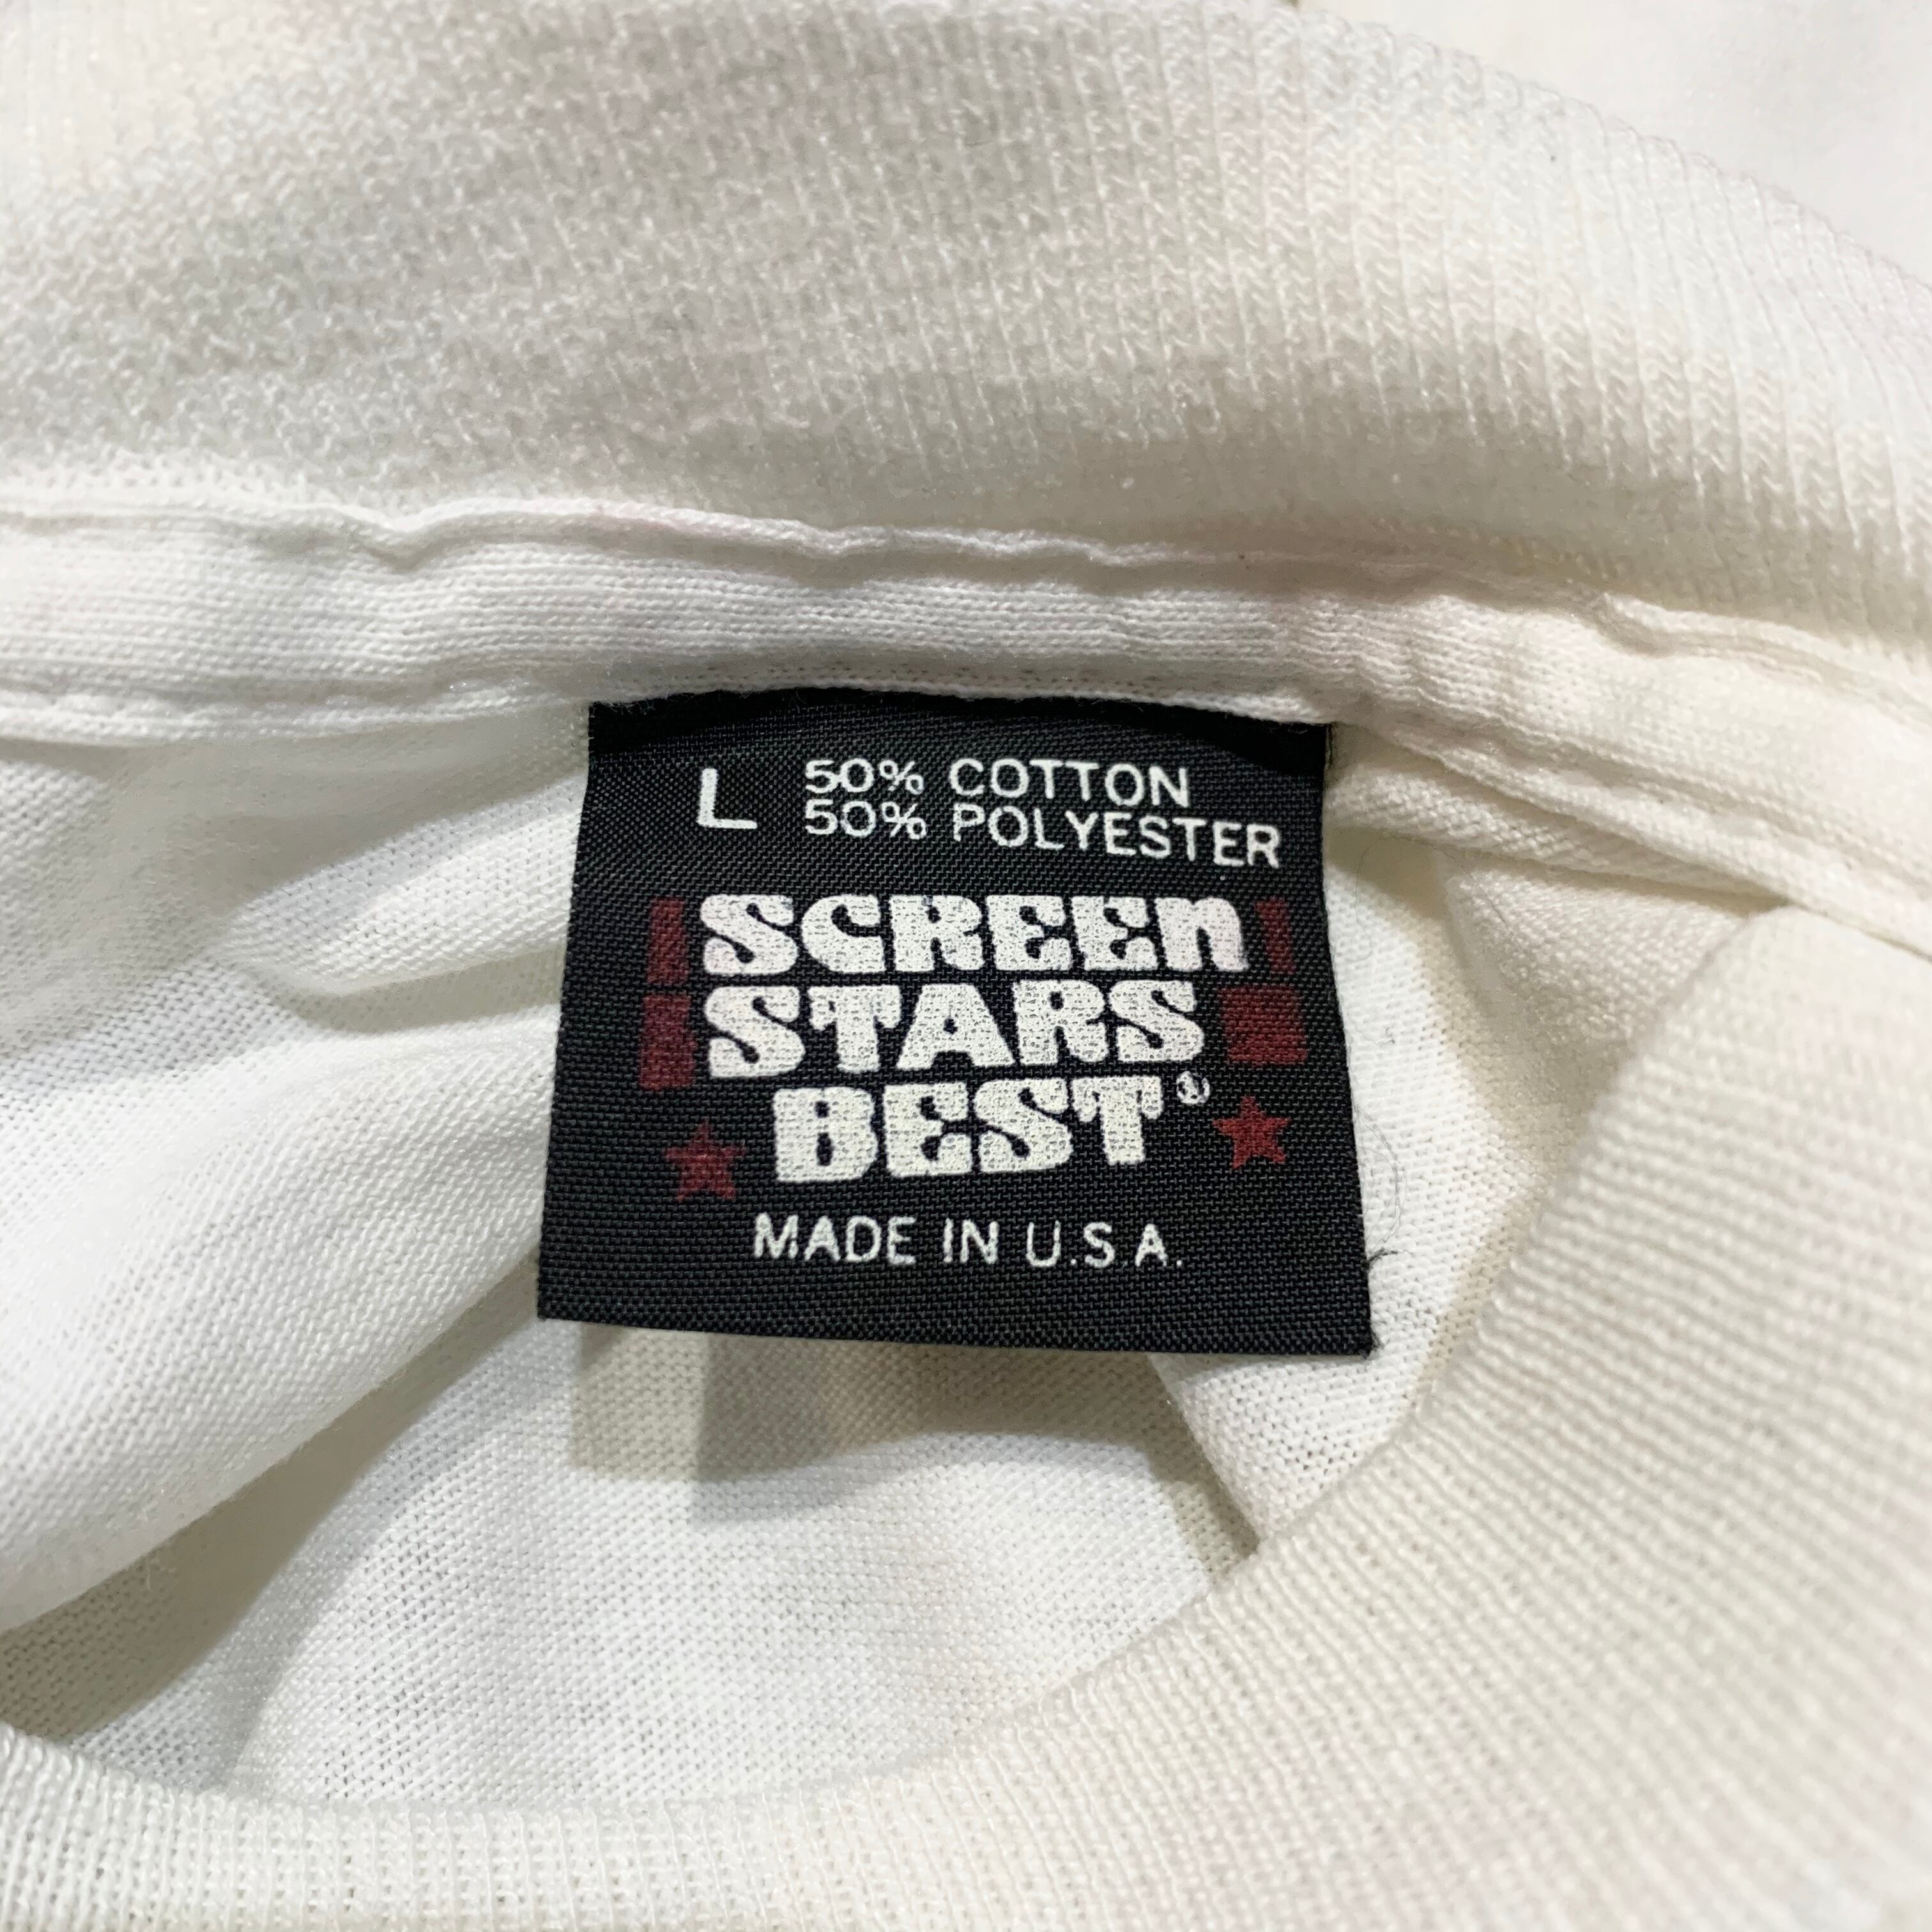 L 50% COTTON
50% POLYESTER
SCREEN
STARS
BEST®
MADE IN U.S.A.